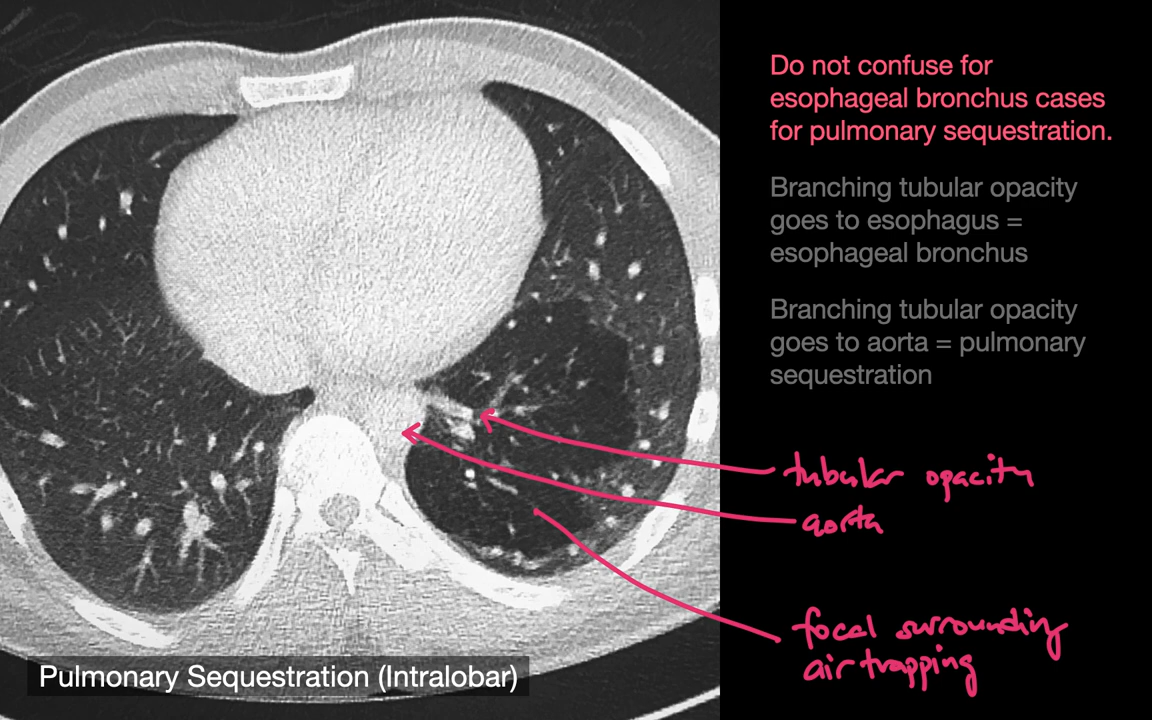 Do not confuse for
esophageal bronchus cases
for pulmonary sequestration.
Branching tubular opacity
goes to esophagus =
esophageal bronchus
Branching tubular opacity
goes to aorta = pulmonary
sequestration
tubular opacity
aorta
focal surrounding
air trapping
Pulmonary Sequestration (Intralobar)